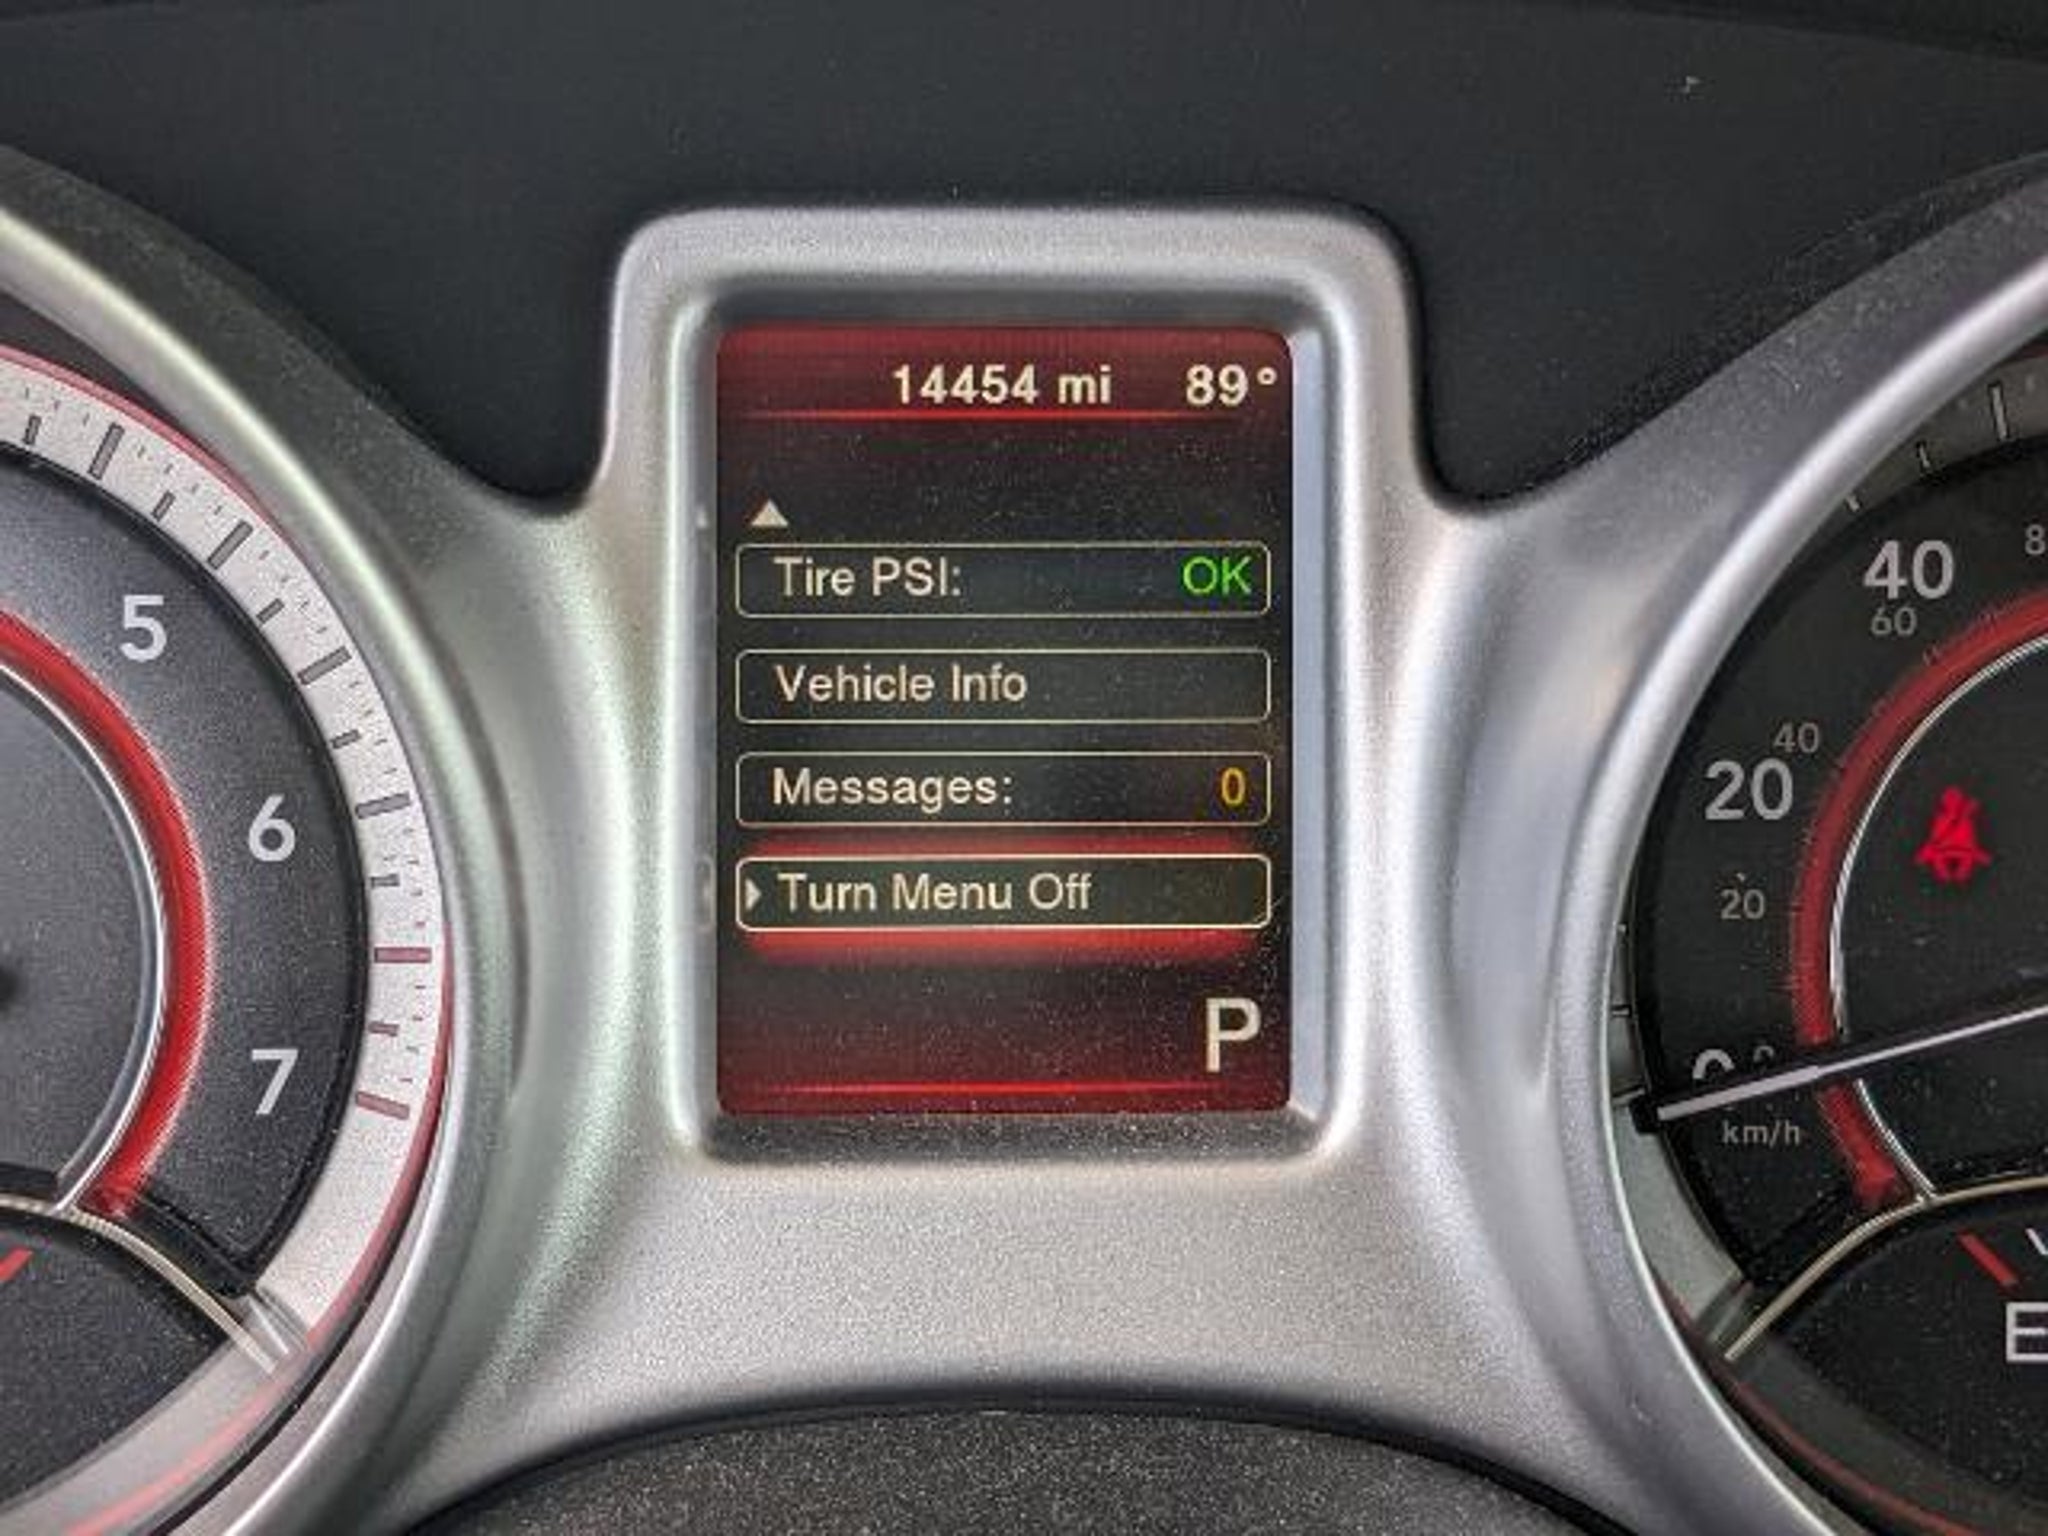 14454 mi 89°
Tire PSI: OK
Vehicle Info
Messages: 0
Turn Menu Off
P
5
6
7
40
60
40
20
20
km/h
E